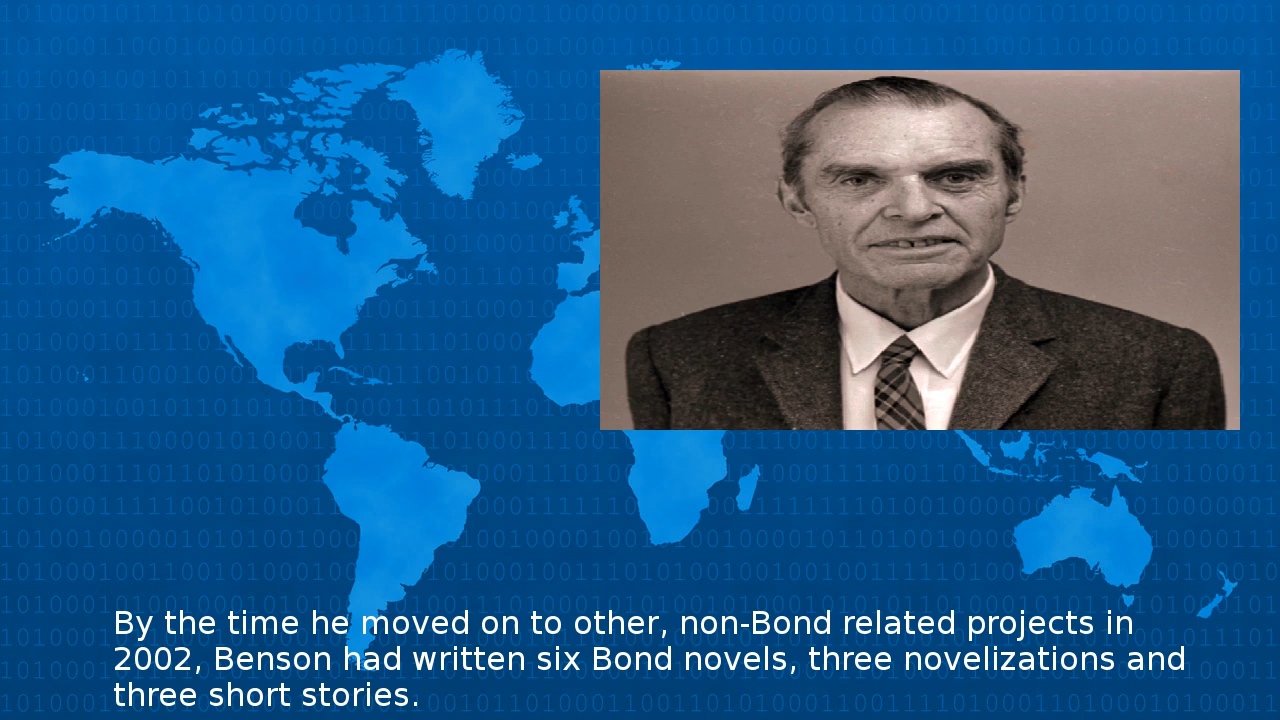 By the time he moved on to other, non-Bond related projects in
2002, Benson had written six Bond novels, three novelizations and
three short stories.